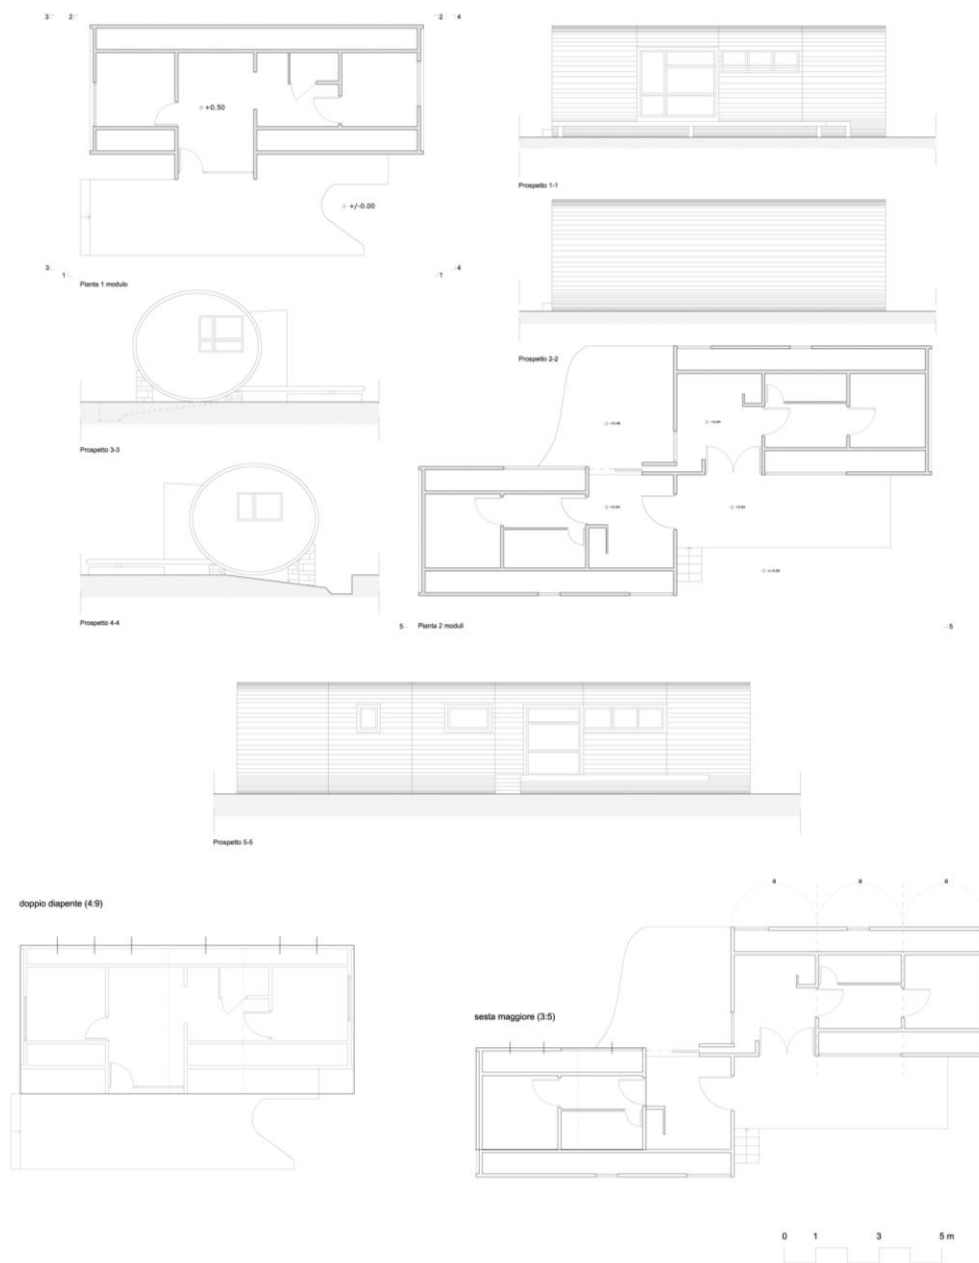 3 2 2 4
+0.50
Prospetto 1-1
+/-0.00
3 1 1 4
Pianta 1 modulo
Prospetto 2-2
Prospetto 3-3
Prospetto 4-4
5 Pianta 2 moduli 5
Prospetto 5-5
a a a
doppio diapente (4:9)
sesta maggiore (3:5)
0 1 3 5 m